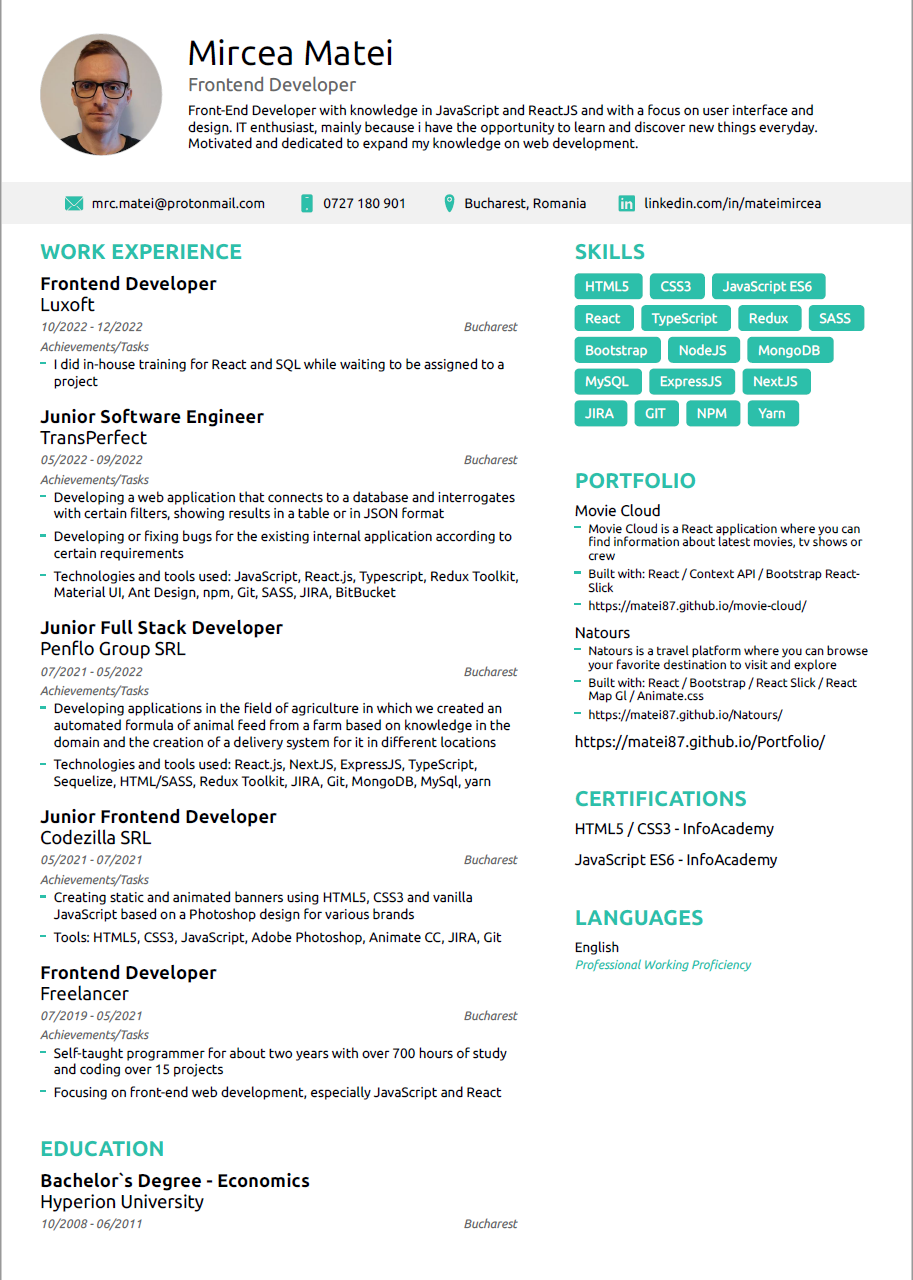 Mircea Matei
Frontend Developer
Front-End Developer with knowledge in JavaScript and ReactJS and with a focus on user interface and
design. IT enthusiast, mainly because i have the opportunity to learn and discover new things everyday.
Motivated and dedicated to expand my knowledge on web development.
mrc.matei@protonmail.com
0727 180 901
Bucharest, Romania
linkedin.com/in/mateimircea
WORK EXPERIENCE
Frontend Developer
Luxoft
10/2022 - 12/2022 Bucharest
Achievements/Tasks
I did in-house training for React and SQL while waiting to be assigned to a
project
Junior Software Engineer
TransPerfect
05/2022 - 09/2022 Bucharest
Achievements/Tasks
Developing a web application that connects to a database and interrogates
with certain filters, showing results in a table or in JSON format
Developing or fixing bugs for the existing internal application according to
certain requirements
Technologies and tools used: JavaScript, React.js, Typescript, Redux Toolkit,
Material UI, Ant Design, npm, Git, SASS, JIRA, BitBucket
Junior Full Stack Developer
Penflo Group SRL
07/2021 - 05/2022 Bucharest
Achievements/Tasks
Developing applications in the field of agriculture in which we created an
automated formula of animal feed from a farm based on knowledge in the
domain and the creation of a delivery system for it in different locations
Technologies and tools used: React.js, NextJS, ExpressJS, TypeScript,
Sequelize, HTML/SASS, Redux Toolkit, JIRA, Git, MongoDB, MySql, yarn
Junior Frontend Developer
Codezilla SRL
05/2021 - 07/2021 Bucharest
Achievements/Tasks
Creating static and animated banners using HTML5, CSS3 and vanilla
JavaScript based on a Photoshop design for various brands
Tools: HTML5, CSS3, JavaScript, Adobe Photoshop, Animate CC, JIRA, Git
Frontend Developer
Freelancer
07/2019 - 05/2021 Bucharest
Achievements/Tasks
Self-taught programmer for about two years with over 700 hours of study
and coding over 15 projects
Focusing on front-end web development, especially JavaScript and React
EDUCATION
Bachelor`s Degree - Economics
Hyperion University
10/2008 - 06/2011 Bucharest
SKILLS
HTML5 CSS3 JavaScript ES6
React TypeScript Redux SASS
Bootstrap NodeJS MongoDB
MySQL ExpressJS NextJS
JIRA GIT NPM Yarn
PORTFOLIO
Movie Cloud
Movie Cloud is a React application where you can
find information about latest movies, tv shows or
crew
Built with: React / Context API / Bootstrap React-
Slick
https://matei87.github.io/movie-cloud/
Natours
Natours is a travel platform where you can browse
your favorite destination to visit and explore
Built with: React / Bootstrap / React Slick / React
Map Gl / Animate.css
https://matei87.github.io/Natours/
https://matei87.github.io/Portfolio/
CERTIFICATIONS
HTML5 / CSS3 - InfoAcademy
JavaScript ES6 - InfoAcademy
LANGUAGES
English
Professional Working Proficiency